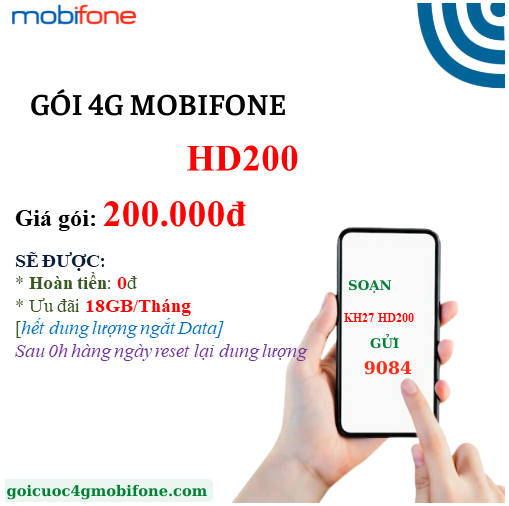 mobifone
GÓI 4G MOBIFONE
HD200
Giá gói: 200.000đ
SẼ ĐƯỢC:
* Hoàn tiền: 0đ
* Ưu đãi 18GB/Tháng
[hết dung lượng ngắt Data]
Sau 0h hàng ngày reset lại dung lượng
SOẠN
KH27 HD200
GỬI
9084
goicuoc4gmobifone.com